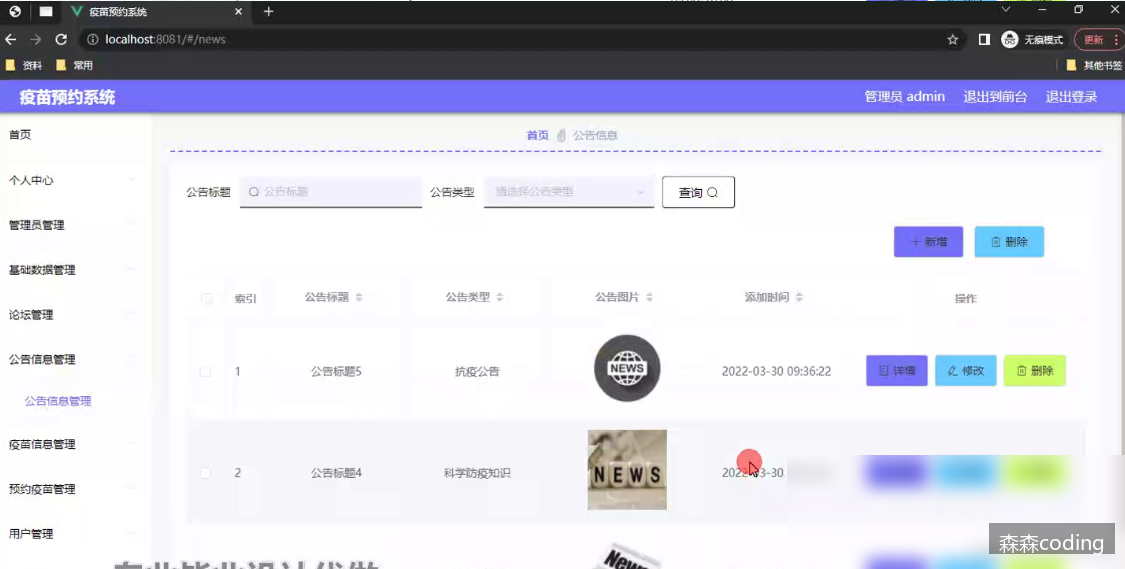 疫苗预约系统
localhost:8081/#/news
无痕模式
更新
资料
常用
其他书签
疫苗预约系统
管理员 admin
退出到前台
退出登录
首页
个人中心
管理员管理
基础数据管理
论坛管理
公告信息管理
公告信息管理
疫苗信息管理
预约疫苗管理
用户管理
首页
公告信息
公告标题
公告标题
公告类型
请选择公告类型
查询
新增
删除
索引 公告标题 公告类型 公告图片 添加时间 操作
1 公告标题5 抗疫公告 NEWS 2022-03-30 09:36:22 详情 修改 删除
2 公告标题4 科学防疫知识 NEWS 2022-03-30
News
森森coding